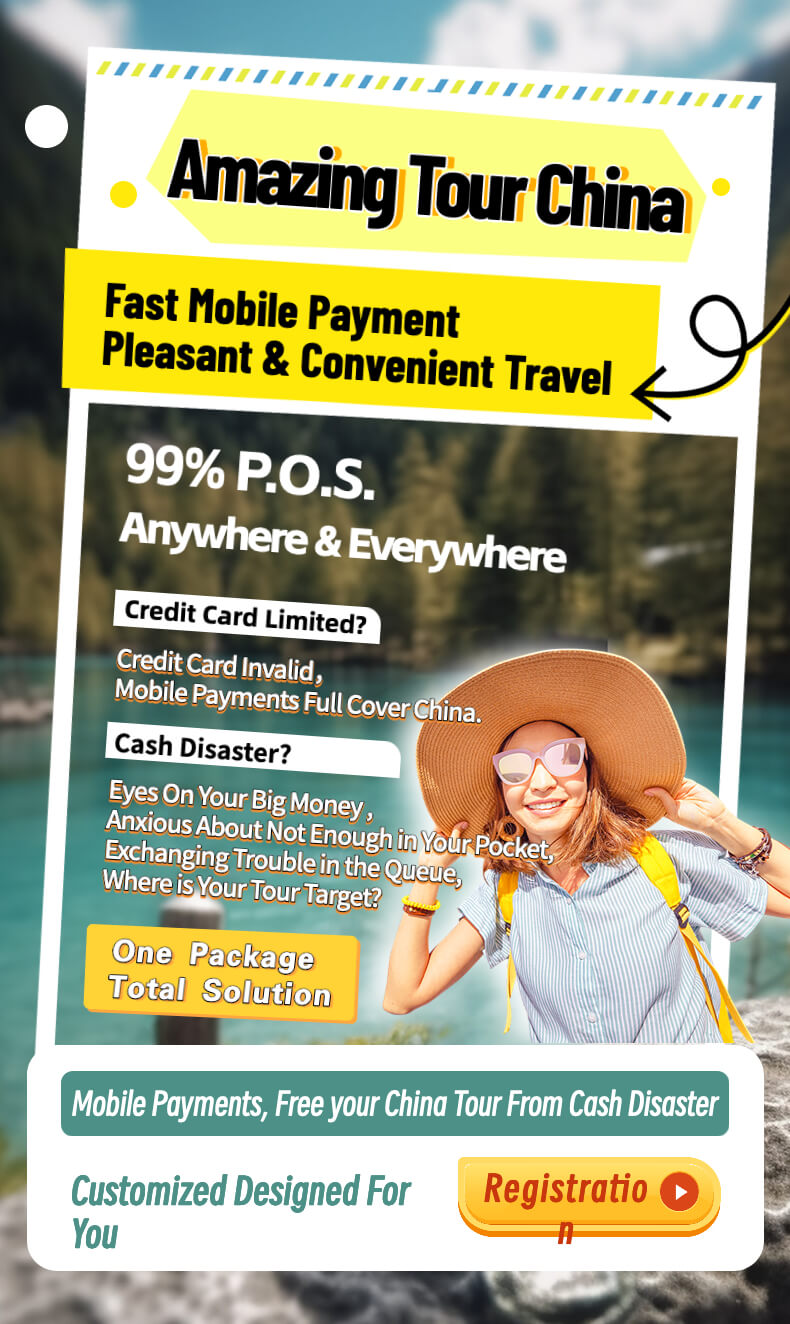 Amazing Tour China
Fast Mobile Payment
Pleasant & Convenient Travel
99% P.O.S.
Anywhere & Everywhere
Credit Card Limited?
Credit Card Invalid,
Mobile Payments Full Cover China.
Cash Disaster?
Eyes On Your Big Money,
Anxious About Not Enough in Your Pocket,
Exchanging Trouble in the Queue,
Where is Your Tour Target?
One Package
Total Solution
Mobile Payments, Free your China Tour From Cash Disaster
Customized Designed For
You
Registratio
n